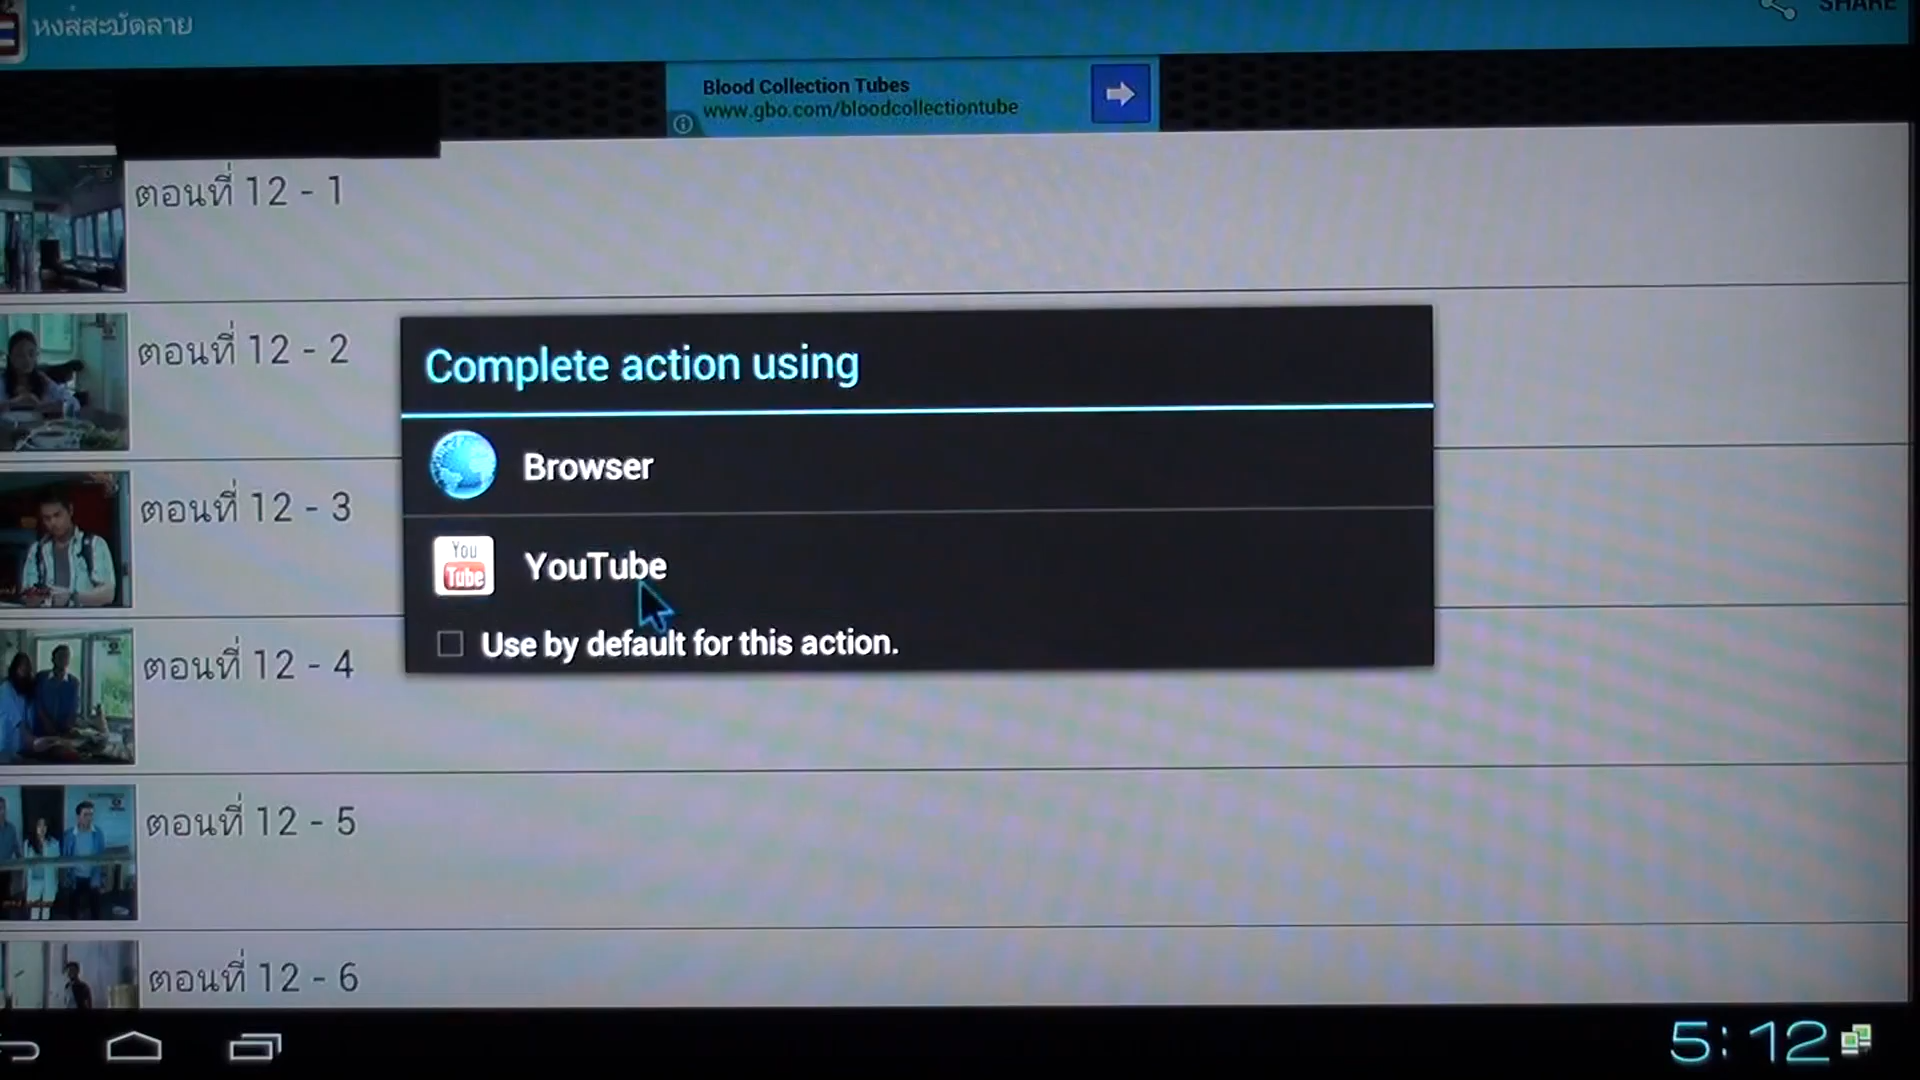 หงส์สะบัดลาย
SHARE
Blood Collection Tubes
www.gbo.com/bloodcollectiontube
ตอนที่ 12 - 1
ตอนที่ 12 - 2
ตอนที่ 12 - 3
ตอนที่ 12 - 4
ตอนที่ 12 - 5
ตอนที่ 12 - 6
Complete action using
Browser
You
Tube
YouTube
Use by default for this action.
5:12